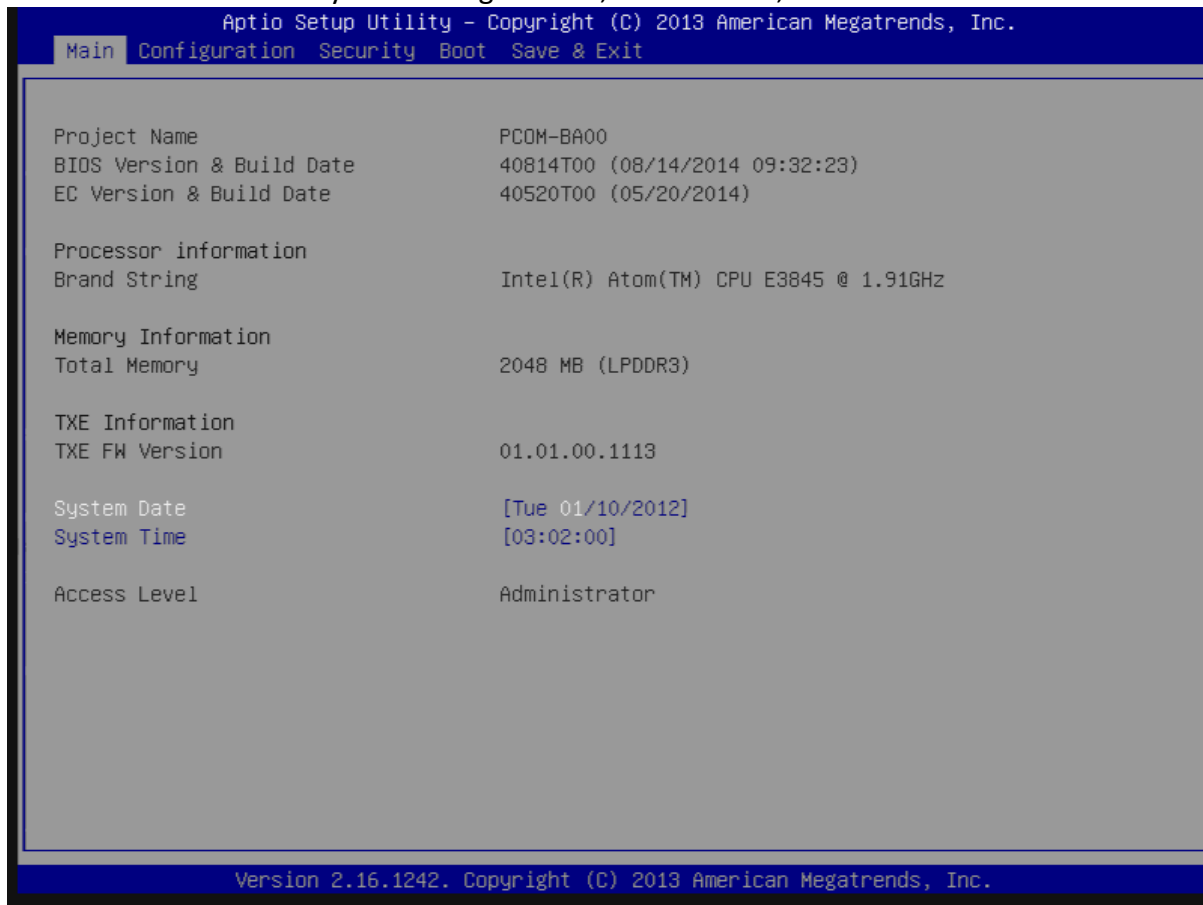 Aptio Setup Utility – Copyright (C) 2013 American Megatrends, Inc.
Main Configuration Security Boot Save & Exit
Project Name PCOM-BA00
BIOS Version & Build Date 40814T00 (08/14/2014 09:32:23)
EC Version & Build Date 40520T00 (05/20/2014)
Processor information
Brand String Intel(R) Atom(TM) CPU E3845 @ 1.91GHz
Memory Information
Total Memory 2048 MB (LPDDR3)
TXE Information
TXE FW Version 01.01.00.1113
System Date [Tue 01/10/2012]
System Time [03:02:00]
Access Level Administrator
Version 2.16.1242. Copyright (C) 2013 American Megatrends, Inc.